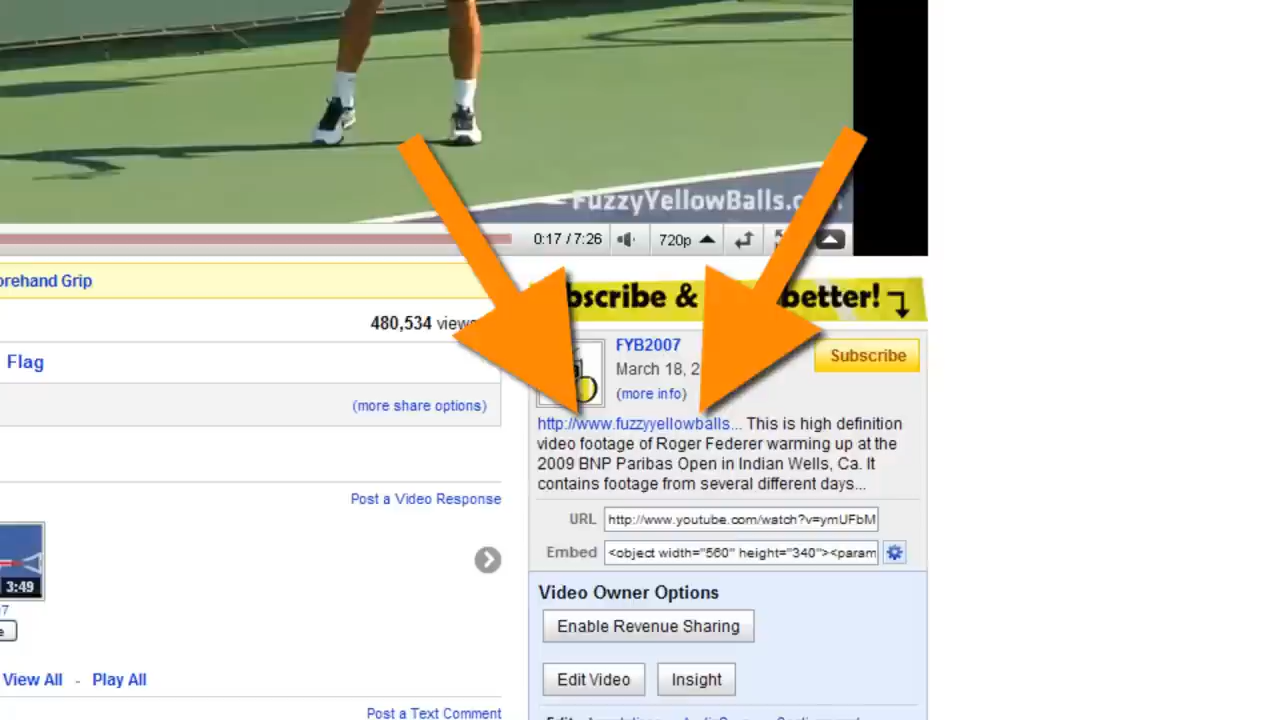 FuzzyYellowBalls.
0:17 / 7:26
720p
orehand Grip
bscribe & better!
480,534 views
FYB2007
Subscribe
Flag
March 18, 2
(more info)
(more share options)
http://www.fuzzyyellowballs... This is high definition
video footage of Roger Federer warming up at the
2009 BNP Paribas Open in Indian Wells, Ca. It
contains footage from several different days...
Post a Video Response
URL http://www.youtube.com/watch?v=ymUFbM
Embed <object width="560" height="340"><param
3:49
Video Owner Options
Enable Revenue Sharing
View All - Play All
Edit Video
Insight
Post a Text Comment